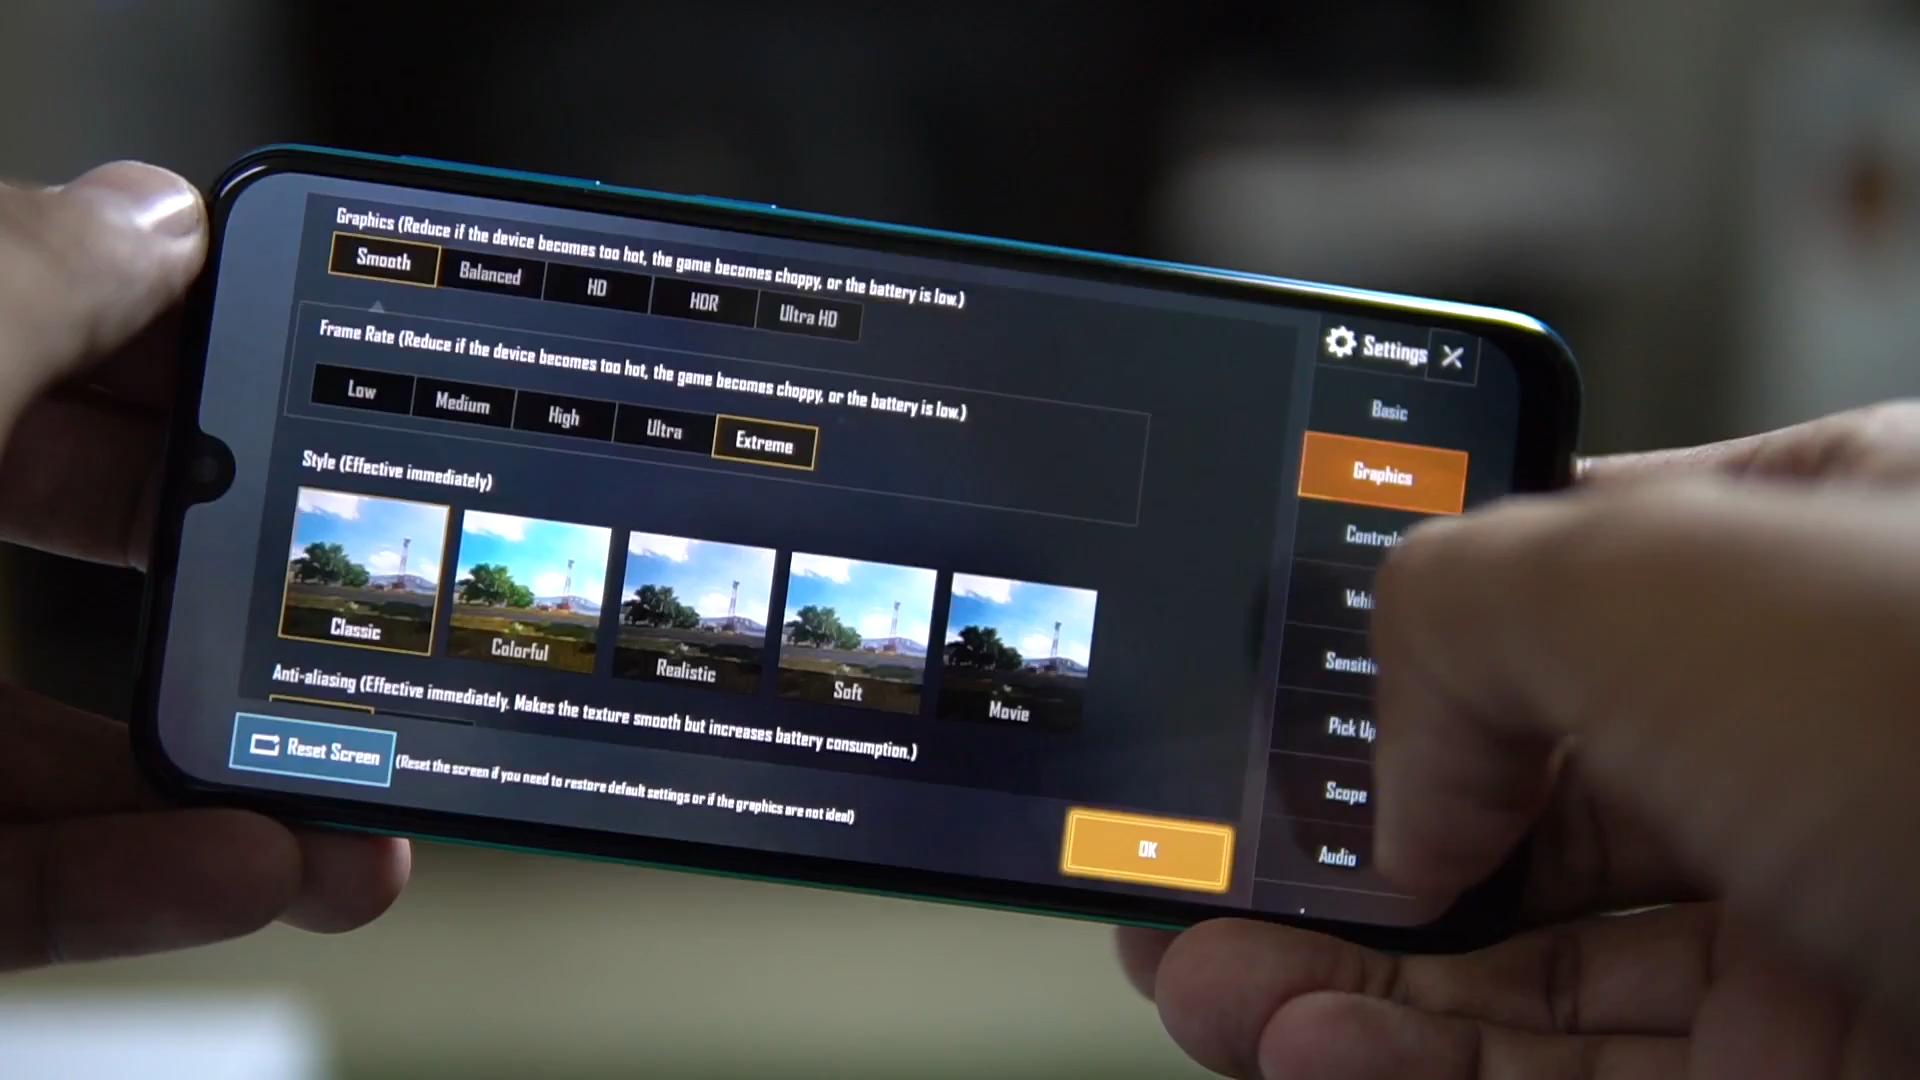 Graphics (Reduce if the device becomes too hot, the game becomes choppy, or the battery is low.)
Smooth
Balanced
HD
HDR
Ultra HD
Frame Rate (Reduce if the device becomes too hot, the game becomes choppy, or the battery is low.)
Low
Medium
High
Ultra
Extreme
Style (Effective immediately)
Classic
Colorful
Realistic
Soft
Movie
Anti-aliasing (Effective immediately. Makes the texture smooth but increases battery consumption.)
Reset Screen
(Reset the screen if you need to restore default settings or if the graphics are not ideal)
OK
Settings
Basic
Graphics
Pick Up
Scope
Audio